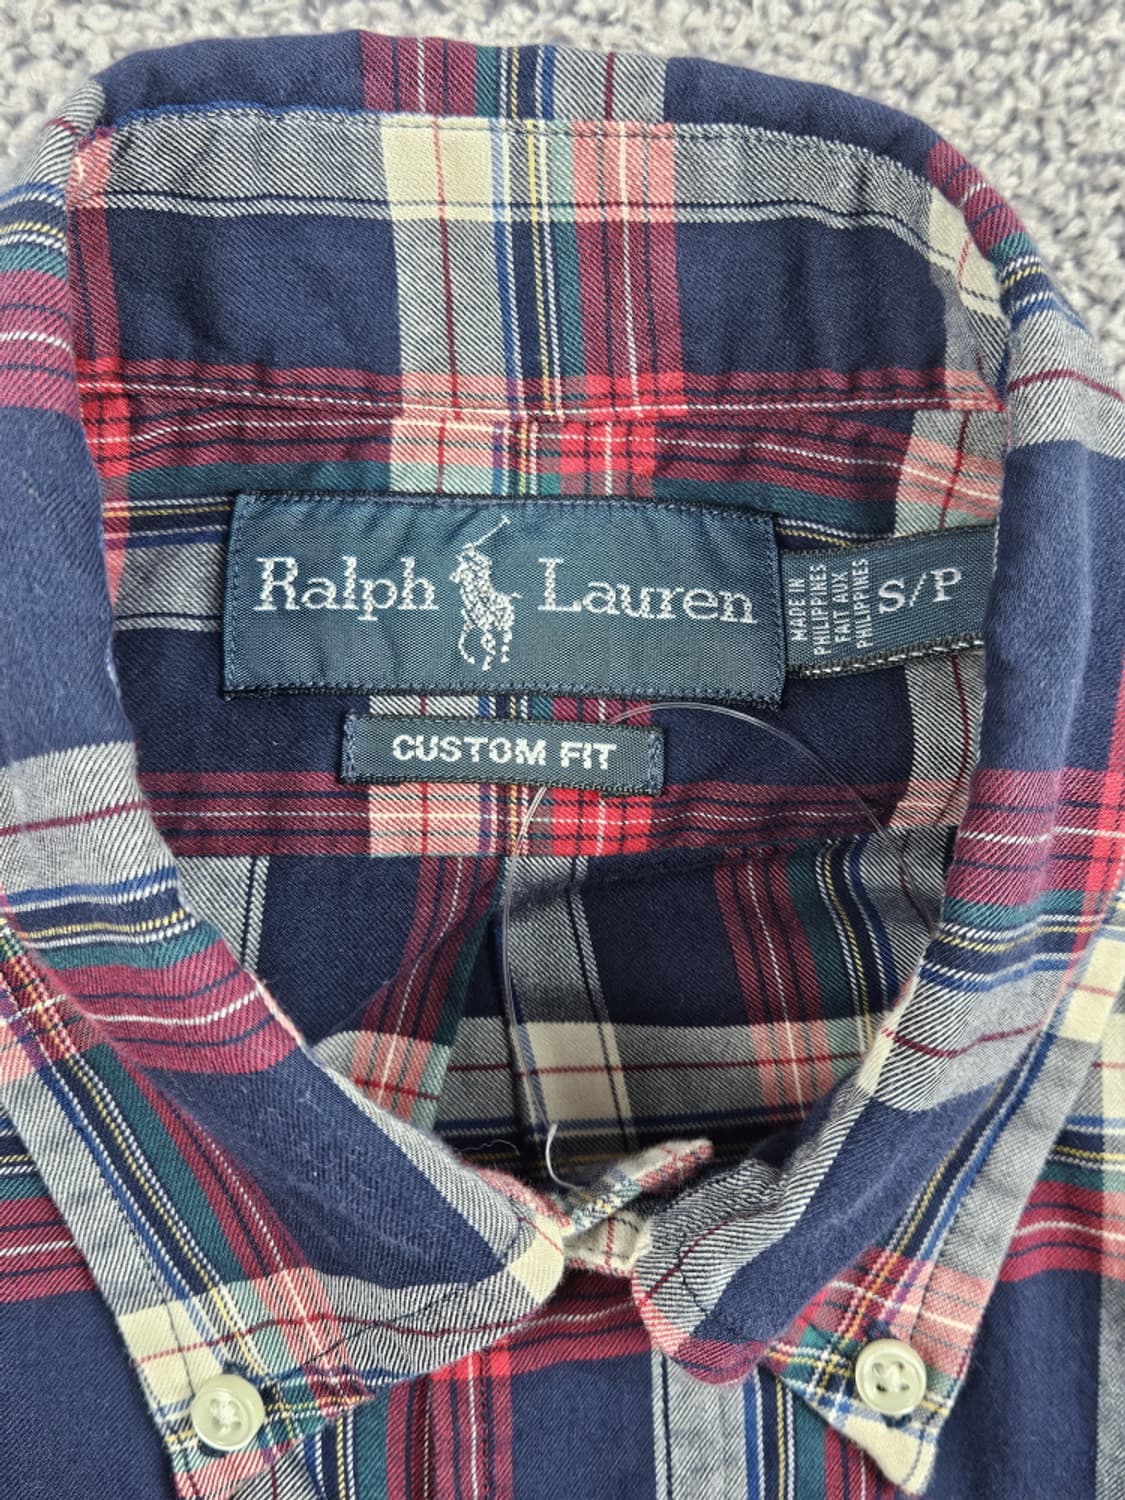 Ralph Lauren
MADE IN
PHILIPPINES
FAIT AUX
PHILIPPINES
S/P
CUSTOM FIT